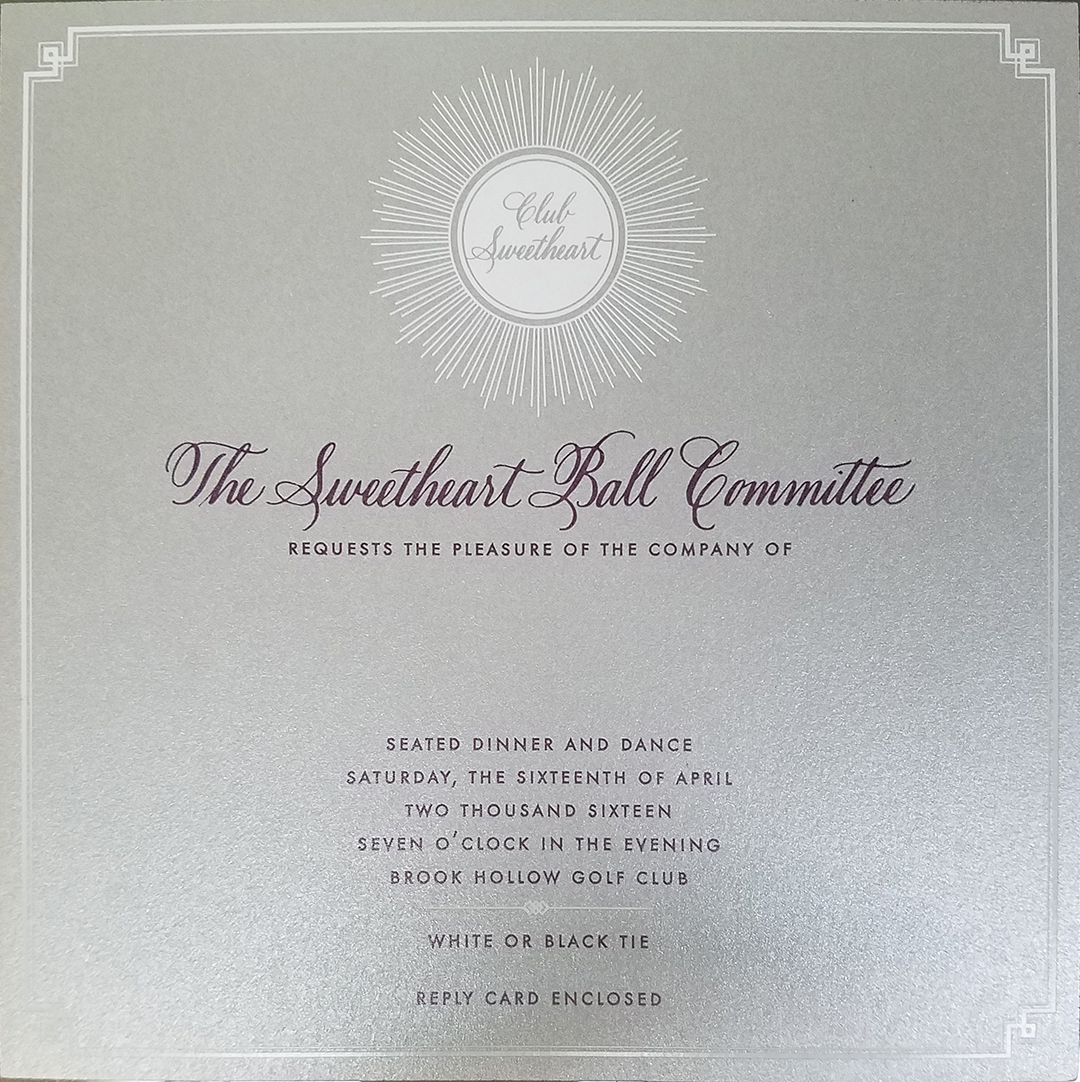 Club
Sweetheart
The Sweetheart Ball Committee
REQUESTS THE PLEASURE OF THE COMPANY OF
SEATED DINNER AND DANCE
SATURDAY, THE SIXTEENTH OF APRIL
TWO THOUSAND SIXTEEN
SEVEN O'CLOCK IN THE EVENING
BROOK HOLLOW GOLF CLUB
WHITE OR BLACK TIE
REPLY CARD ENCLOSED